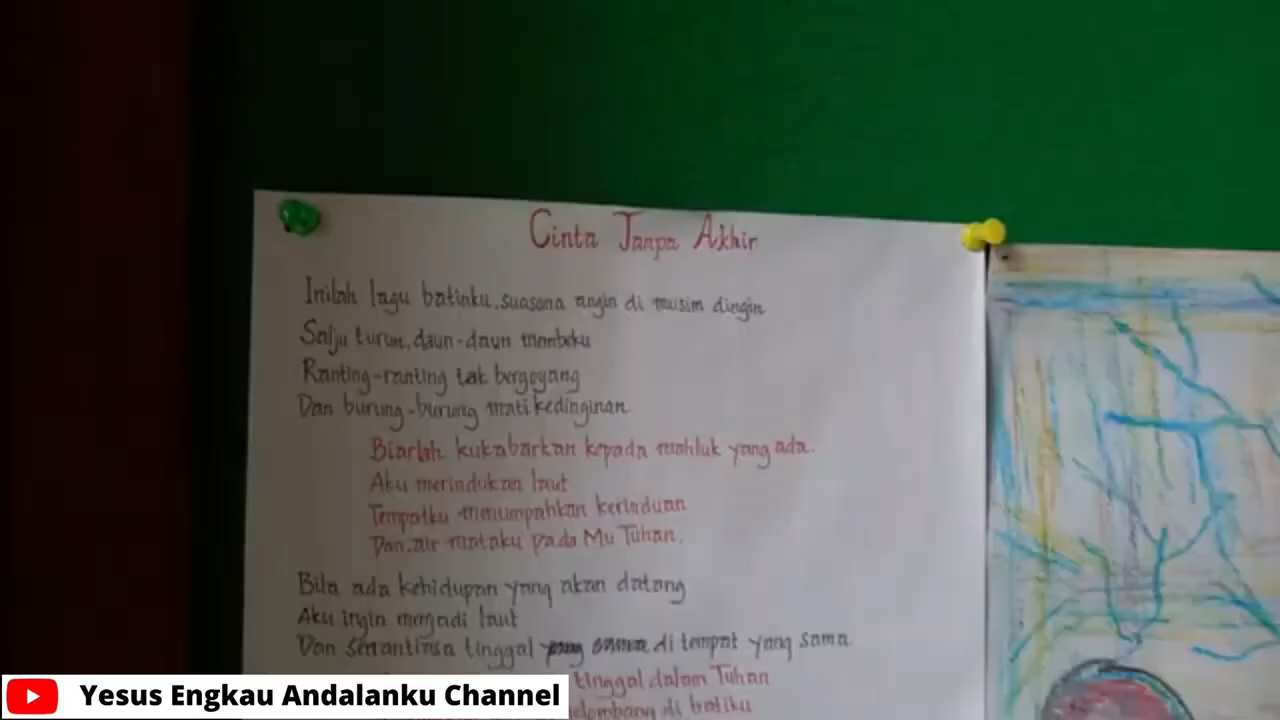 Cinta Tanpa Akhir
Inilah lagu batinku, suasana angin di musim dingin
Salju turun, daun-daun membeku
Ranting-ranting tak bergoyang
Dan burung-burung mati kedinginan
Biarlah kukabarkan kepada mahluk yang ada.
Aku merindukan laut
Tempatku menumpahkan kerinduan
Dan air mataku pada Mu Tuhan.
Bila ada kehidupan yang akan datang
Aku ingin menjadi laut
Dan senantiasa tinggal di tempat yang sama
tinggal dalam Tuhan
gelombang di batiku
Yesus Engkau Andalanku Channel